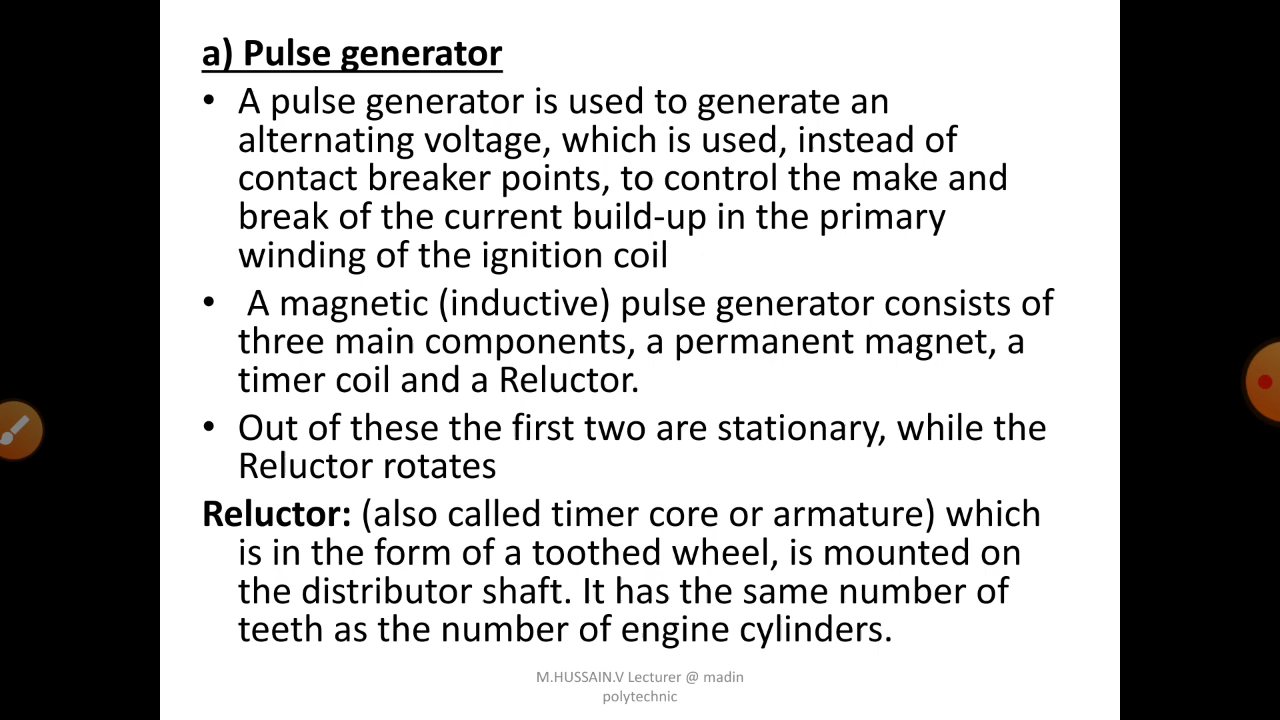 a) Pulse generator
• A pulse generator is used to generate an
alternating voltage, which is used, instead of
contact breaker points, to control the make and
break of the current build-up in the primary
winding of the ignition coil
• A magnetic (inductive) pulse generator consists of
three main components, a permanent magnet, a
timer coil and a Reluctor.
• Out of these the first two are stationary, while the
Reluctor rotates
Reluctor: (also called timer core or armature) which
is in the form of a toothed wheel, is mounted on
the distributor shaft. It has the same number of
teeth as the number of engine cylinders.
M.HUSSAIN.V Lecturer @ madin
polytechnic